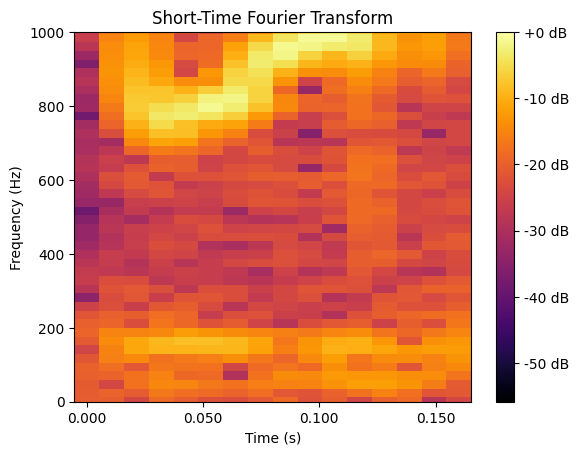 Short-Time Fourier Transform
1000
800
600
400
200
0
Frequency (Hz)
0.000
0.050
0.100
0.150
Time (s)
+0 dB
-10 dB
-20 dB
-30 dB
-40 dB
-50 dB